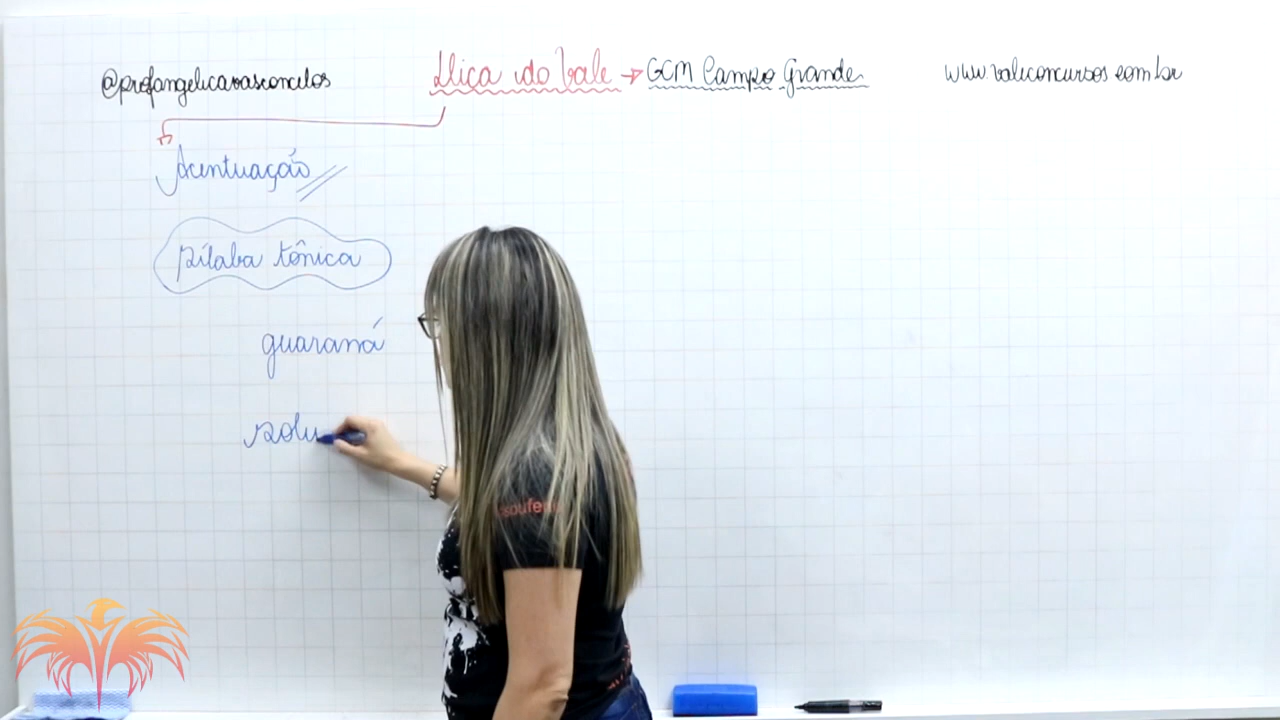 @profangelicavasconcelos
Dica do Vale → GCM Campo Grande
www.valeconcursos.com.br
Acentuação
sílaba tônica
guaraná
solu